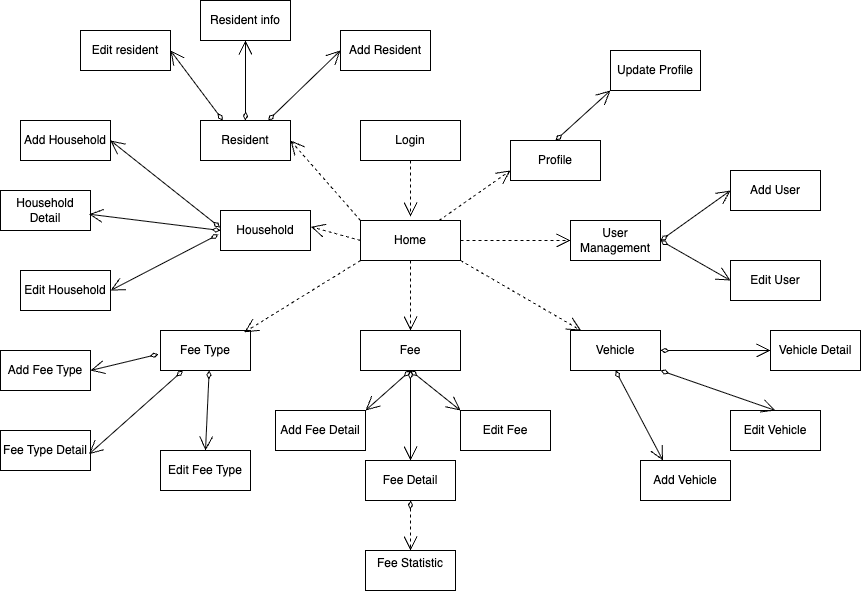 Resident info
Edit resident
Add Resident
Update Profile
Add Household
Resident
Login
Profile
Add User
Household
Detail
Household
Home
User
Management
Edit Household
Edit User
Fee Type
Fee
Vehicle
Vehicle Detail
Add Fee Type
Add Fee Detail
Edit Fee
Edit Vehicle
Fee Type Detail
Edit Fee Type
Fee Detail
Add Vehicle
Fee Statistic